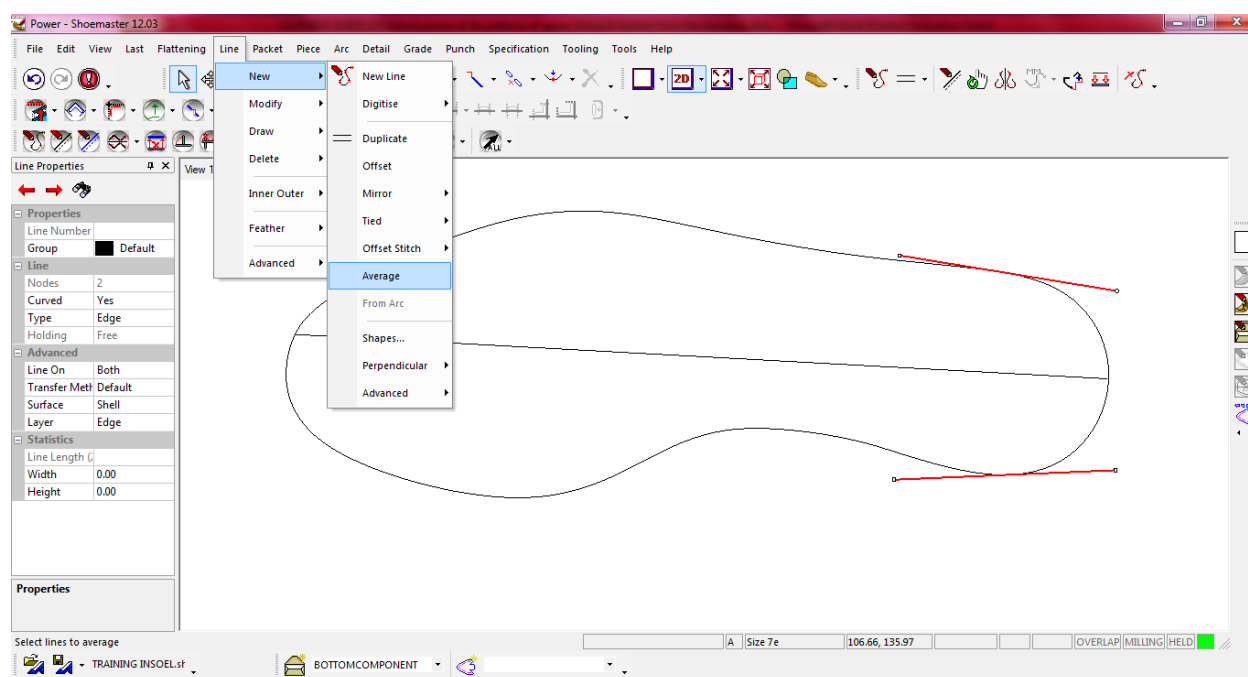 Power - Shoemaster 12.03
File Edit View Last Flattening Line Packet Piece Arc Detail Grade Punch Specification Tooling Tools Help
New
Modify
Draw
Delete
Inner Outer
Feather
Advanced
New Line
Digitise
Duplicate
Offset
Mirror
Tied
Offset Stitch
Average
From Arc
Shapes...
Perpendicular
Advanced
2D
ALL
Line Properties
View 1
Properties
Line Number
Group Default
Line
Nodes 2
Curved Yes
Type Edge
Holding Free
Advanced
Line On Both
Transfer Meth Default
Surface Shell
Layer Edge
Statistics
Line Length (
Width 0.00
Height 0.00
Properties
Select lines to average
A Size 7e 106.66, 135.97 OVERLAP MILLING HELD
TRAINING INSOEL.sh BOTTOMCOMPONENT